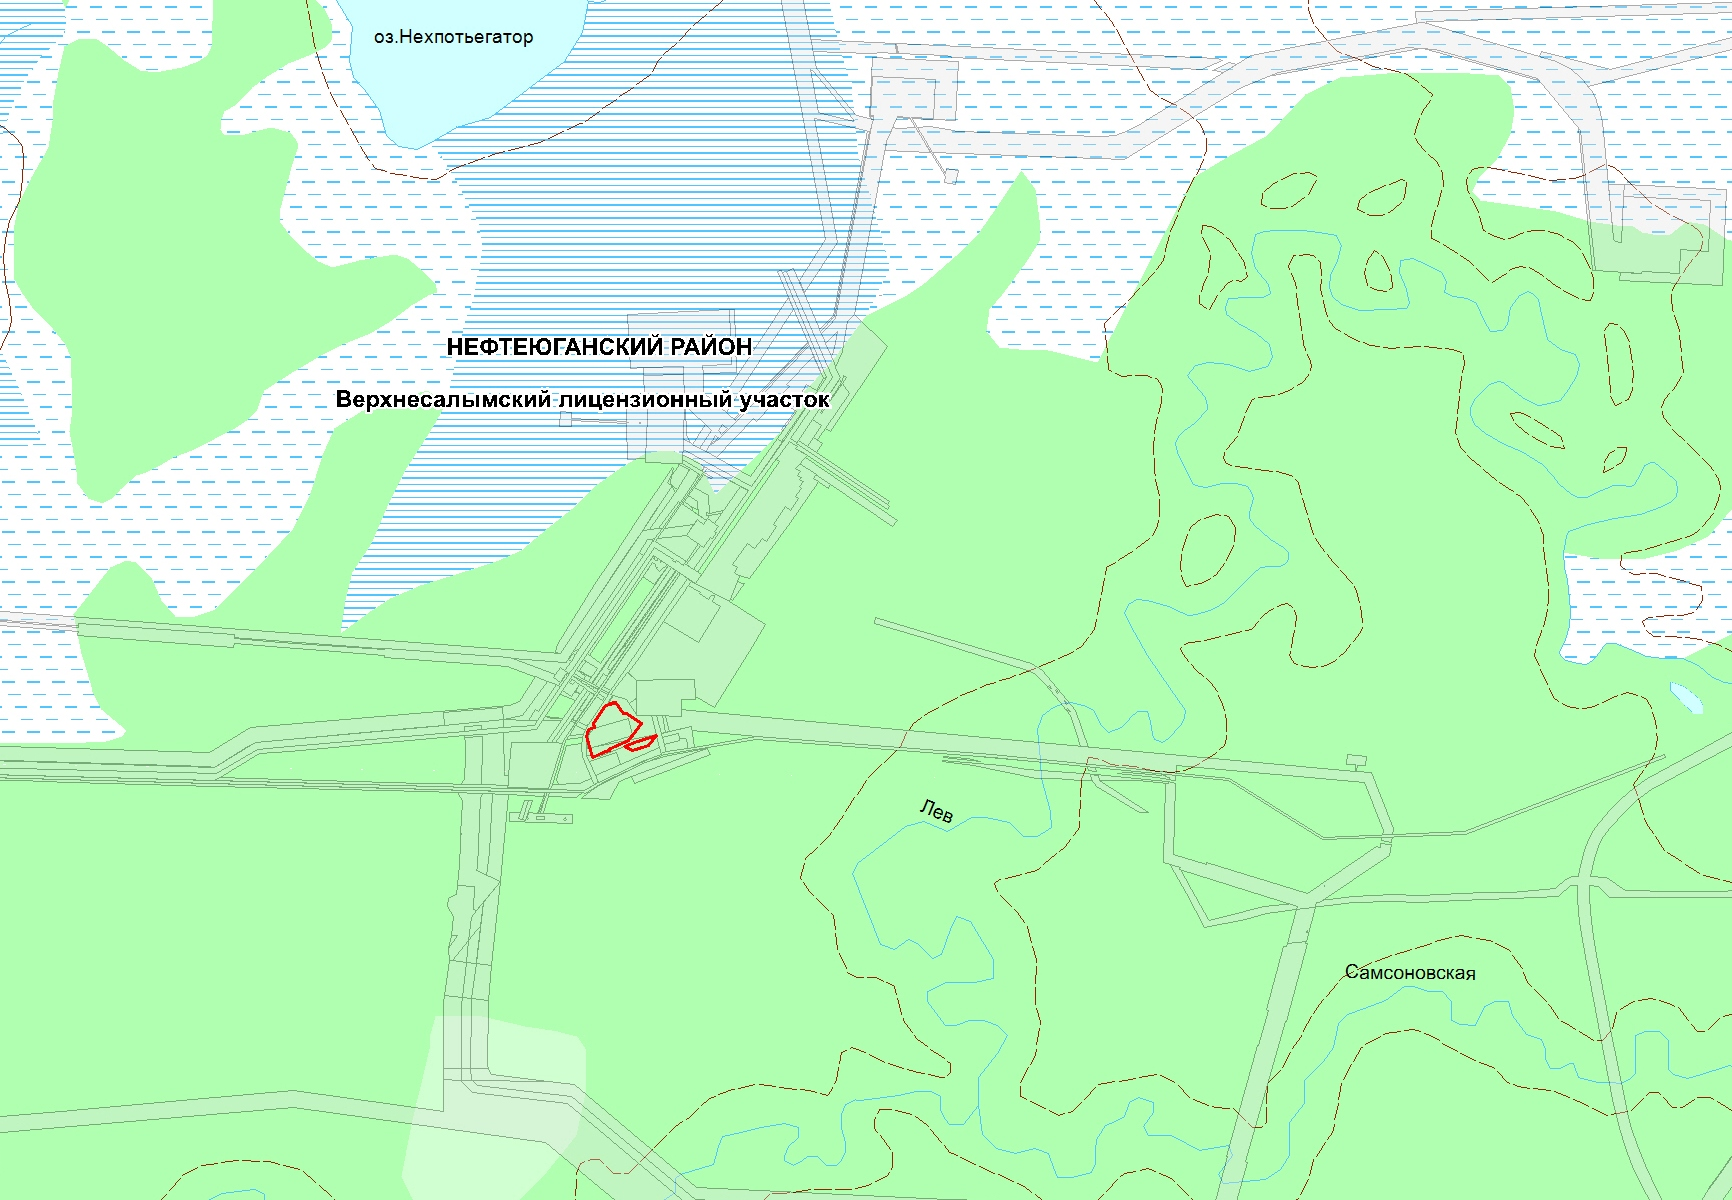 оз.Нехпотьегатор
НЕФТЕЮГАНСКИЙ РАЙОН
Верхнесалымский лицензионный участок
Лев
Самсоновская